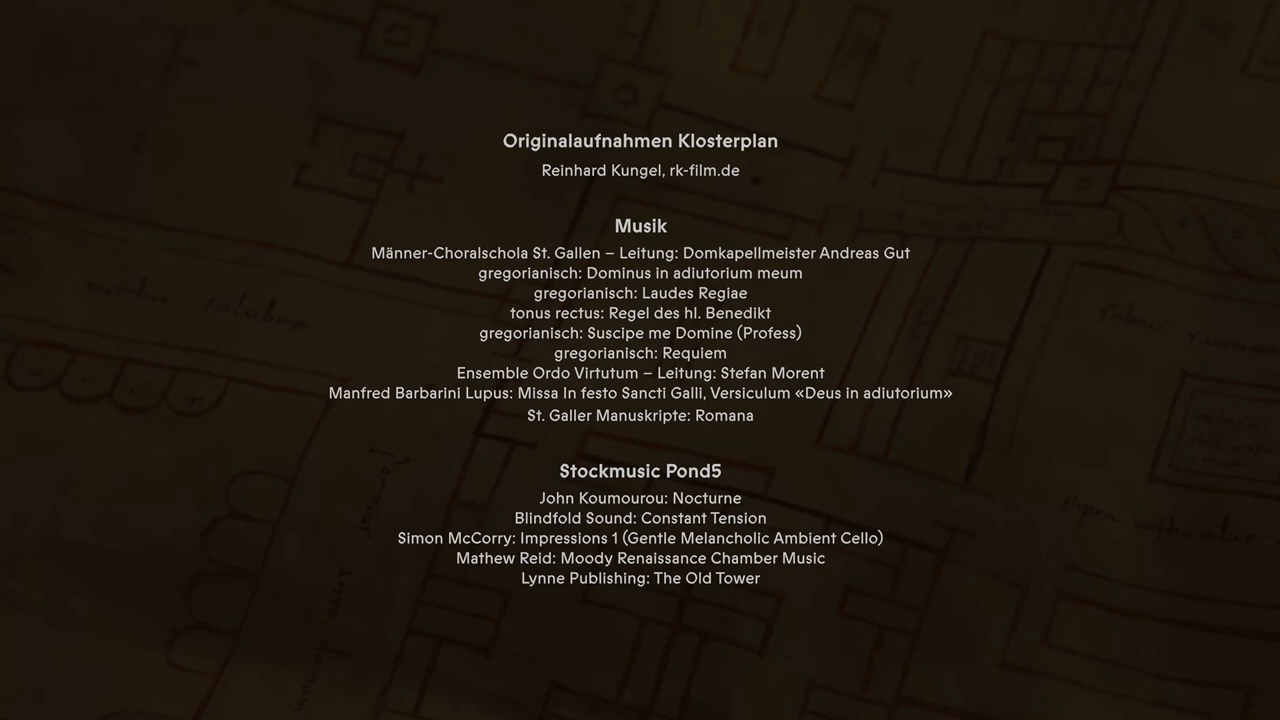 Originalaufnahmen Klosterplan
Reinhard Kungel, rk-film.de
Musik
Männer-Choralschola St. Gallen – Leitung: Domkapellmeister Andreas Gut
gregorianisch: Dominus in adiutorium meum
gregorianisch: Laudes Regiae
tonus rectus: Regel des hl. Benedikt
gregorianisch: Suscipe me Domine (Profess)
gregorianisch: Requiem
Ensemble Ordo Virtutum – Leitung: Stefan Morent
Manfred Barbarini Lupus: Missa In festo Sancti Galli, Versiculum «Deus in adiutorium»
St. Galler Manuskripte: Romana
Stockmusic Pond5
John Koumourou: Nocturne
Blindfold Sound: Constant Tension
Simon McCorry: Impressions 1 (Gentle Melancholic Ambient Cello)
Mathew Reid: Moody Renaissance Chamber Music
Lynne Publishing: The Old Tower